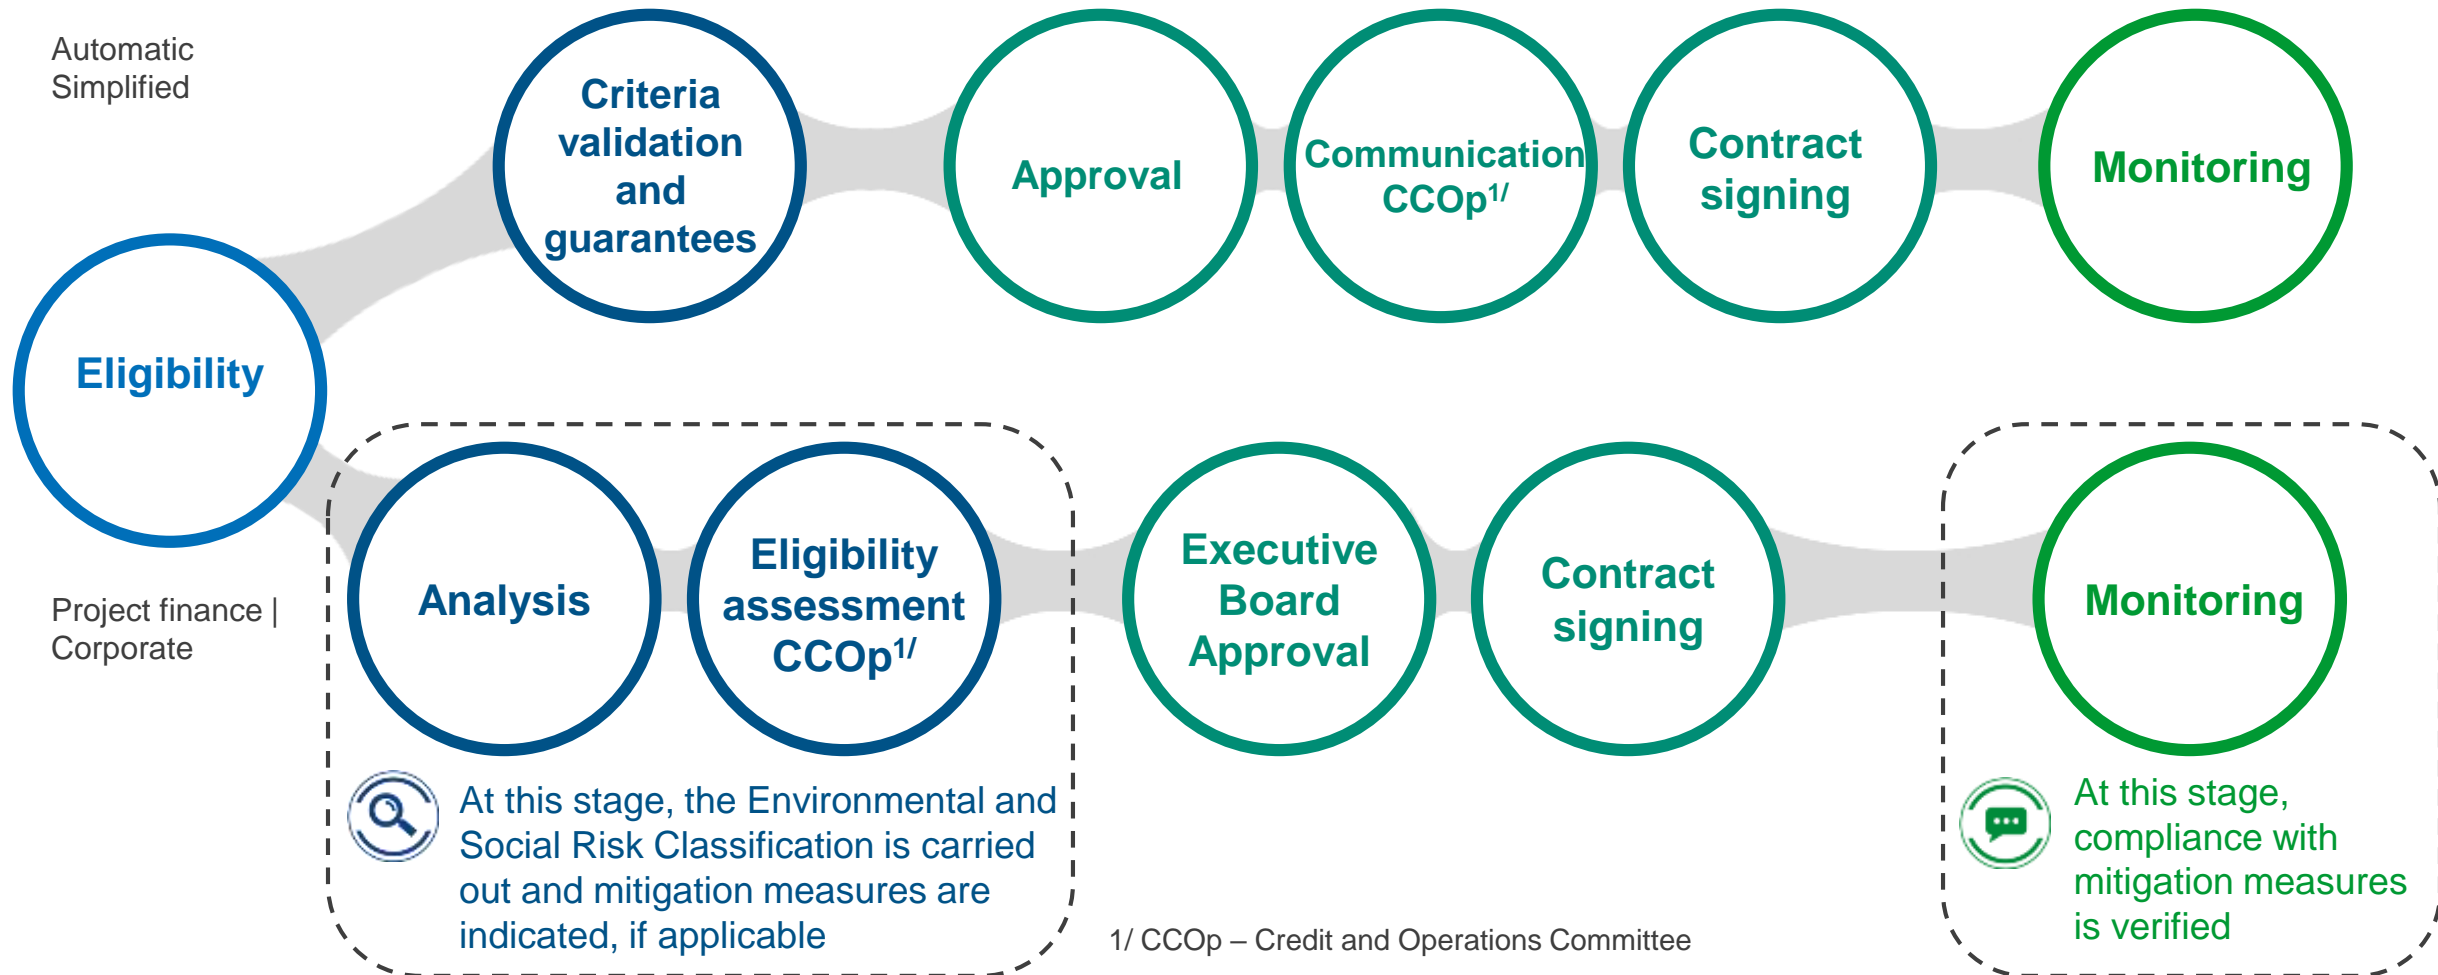 Automatic
Simplified
Criteria
validation
and
guarantees
Approval
Communication
CCOp1/
Contract
signing
Monitoring
Eligibility
Project finance |
Corporate
Analysis
Eligibility
assessment
CCOp1/
Executive
Board
Approval
Contract
signing
Monitoring
At this stage, the Environmental and
Social Risk Classification is carried
out and mitigation measures are
indicated, if applicable
At this stage,
compliance with
mitigation measures
is verified
1/ CCOp – Credit and Operations Committee